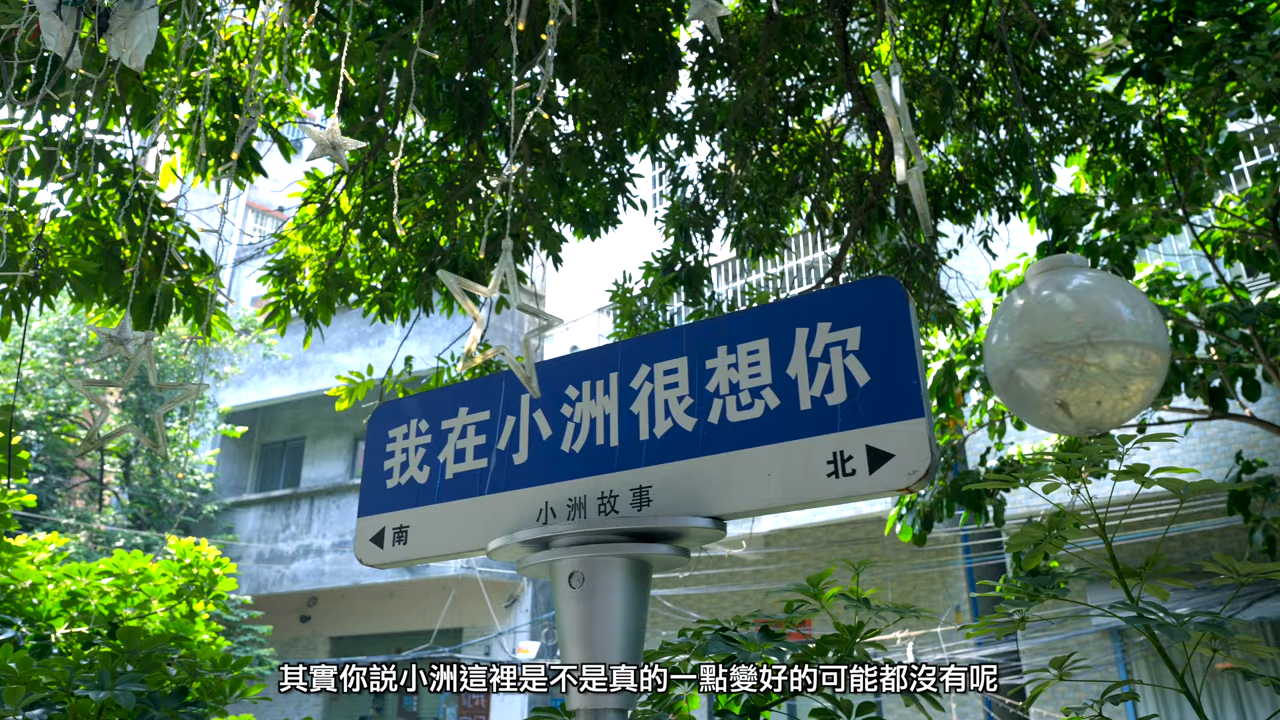 我在小洲很想你
北
小洲故事
南
其實你説小洲這裡是不是真的一點變好的可能都沒有呢